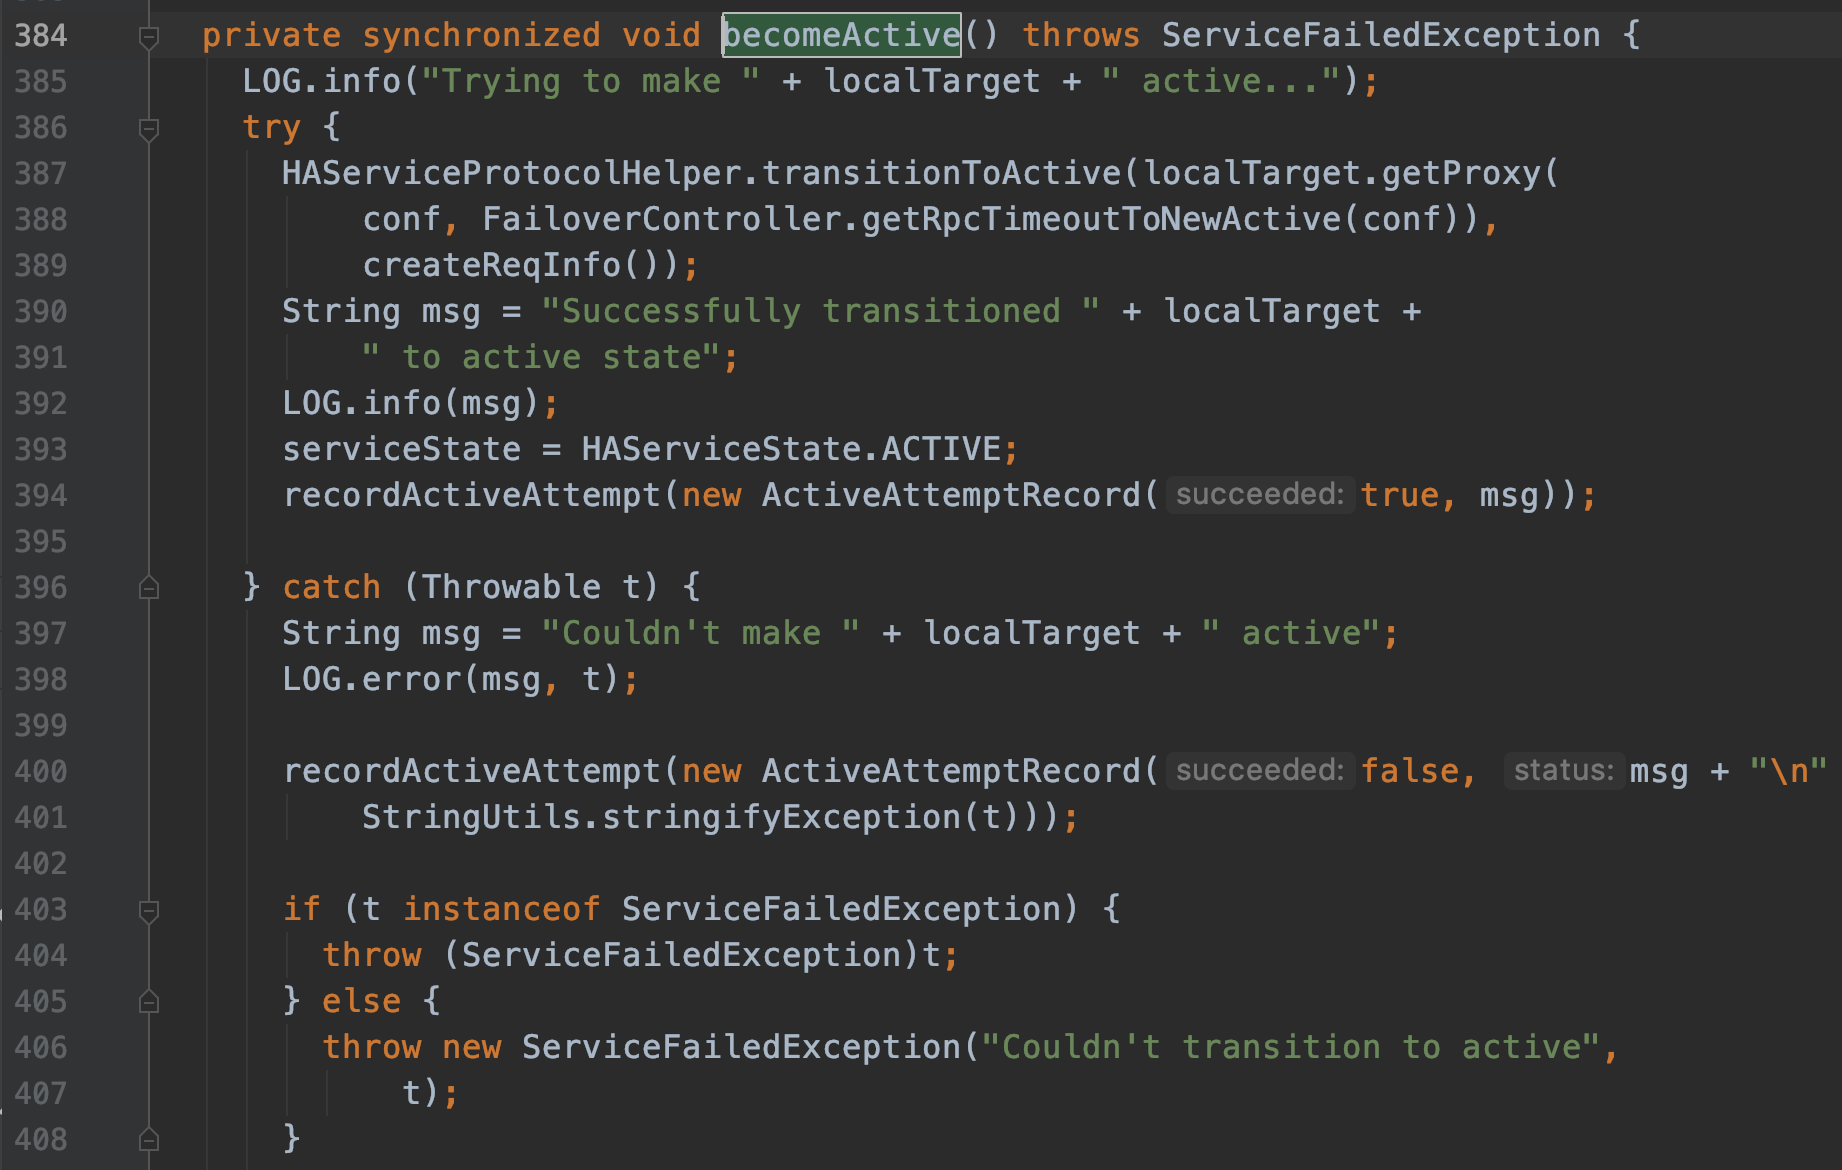 384 private synchronized void becomeActive() throws ServiceFailedException {
385 LOG.info("Trying to make " + localTarget + " active...");
386 try {
387 HAServiceProtocolHelper.transitionToActive(localTarget.getProxy(
388 conf, FailoverController.getRpcTimeoutToNewActive(conf)),
389 createReqInfo());
390 String msg = "Successfully transitioned " + localTarget +
391 " to active state";
392 LOG.info(msg);
393 serviceState = HAServiceState.ACTIVE;
394 recordActiveAttempt(new ActiveAttemptRecord( succeeded: true, msg));
395
396 } catch (Throwable t) {
397 String msg = "Couldn't make " + localTarget + " active";
398 LOG.error(msg, t);
399
400 recordActiveAttempt(new ActiveAttemptRecord( succeeded: false, status: msg + "\n"
401 StringUtils.stringifyException(t)));
402
403 if (t instanceof ServiceFailedException) {
404 throw (ServiceFailedException)t;
405 } else {
406 throw new ServiceFailedException("Couldn't transition to active",
407 t);
408 }